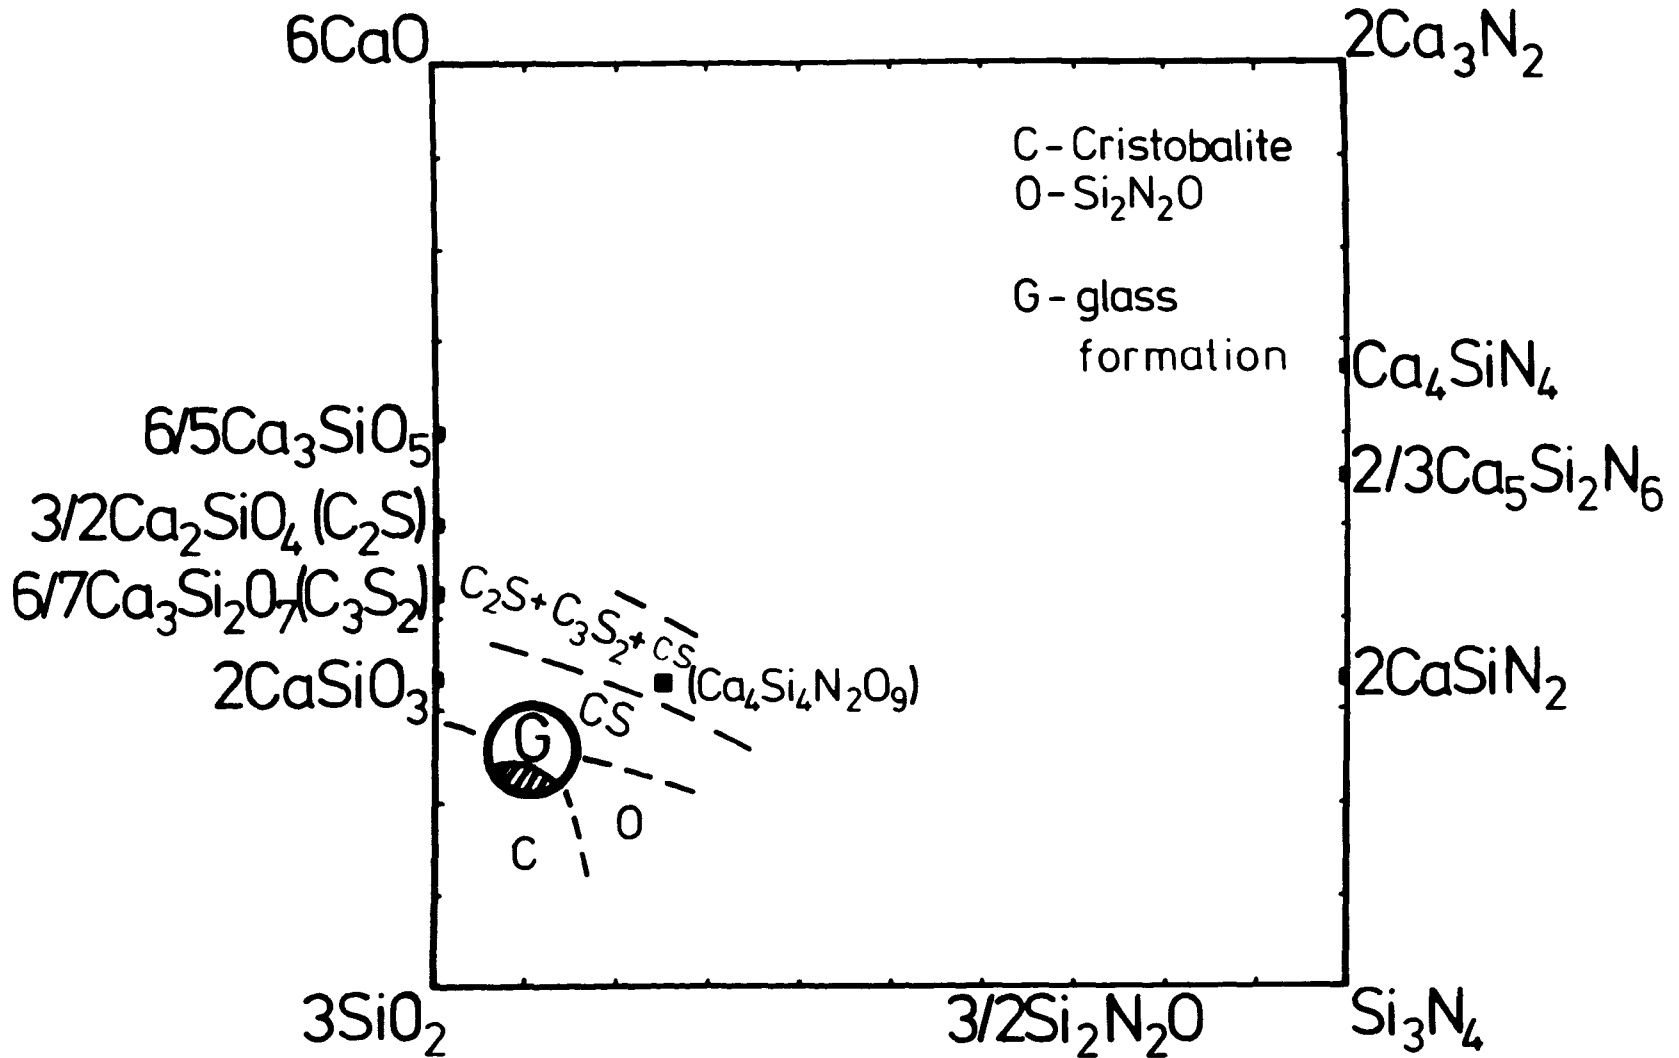 6CaO
2Ca₃N₂
C - Cristobalite
O - Si₂N₂O
G - glass
formation
Ca₄SiN₄
6/5Ca₃SiO₅
2/3Ca₅Si₂N₆
3/2Ca₂SiO₄ (C₂S)
6/7Ca₃Si₂O₇(C₃S₂)
C₂S+C₃S₂+CS
2CaSiO₃
(Ca₄Si₄N₂O₉)
2CaSiN₂
CS
G
O
C
3SiO₂
3/2Si₂N₂O
Si₃N₄